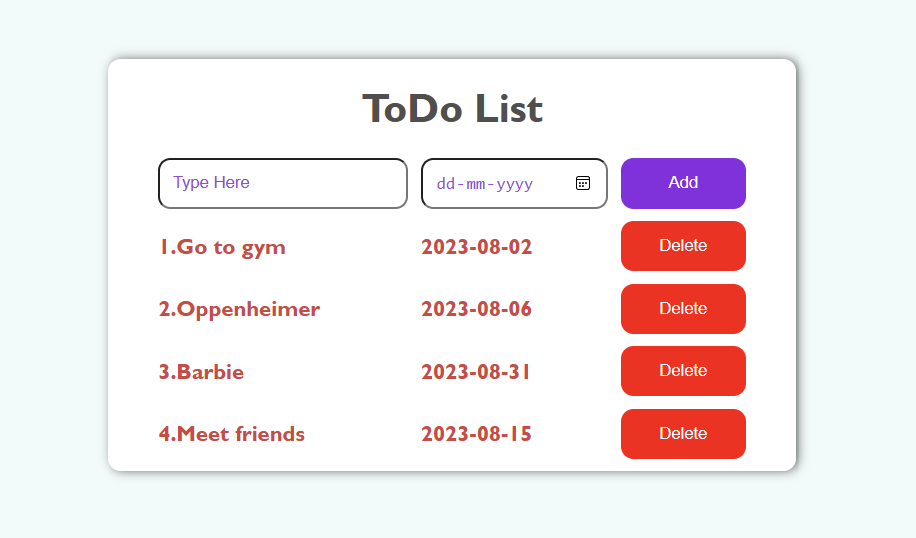 ToDo List
Type Here dd-mm-yyyy Add
1.Go to gym 2023-08-02 Delete
2.Oppenheimer 2023-08-06 Delete
3.Barbie 2023-08-31 Delete
4.Meet friends 2023-08-15 Delete